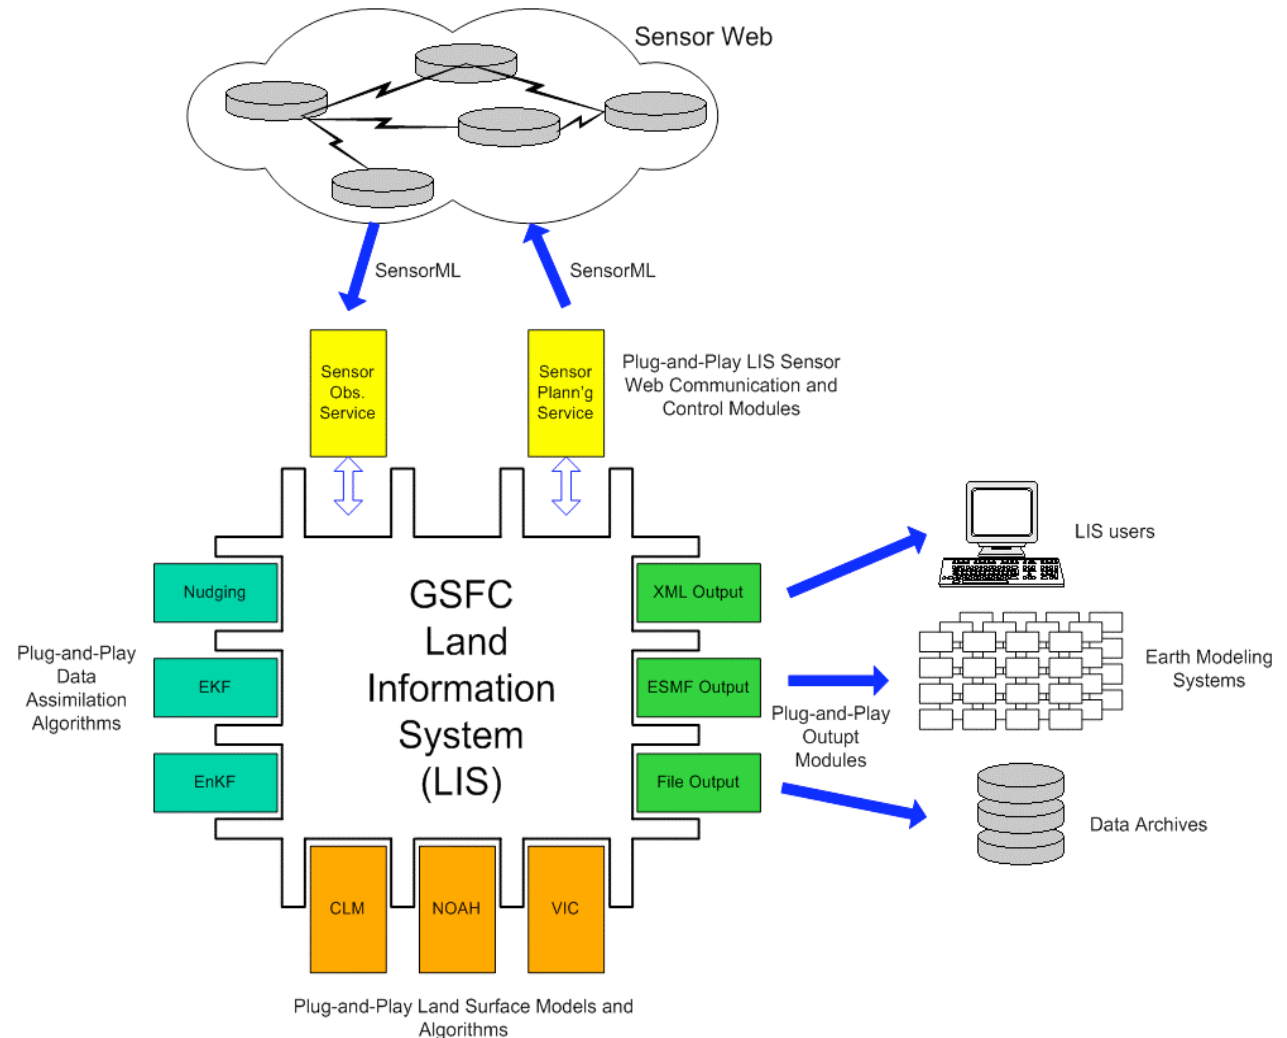 Sensor Web
SensorML
SensorML
Sensor
Obs.
Service
Sensor
Plann'g
Service
Plug-and-Play LIS Sensor
Web Communication and
Control Modules
LIS users
Nudging
GSFC
Land
Information
System
(LIS)
XML Output
Plug-and-Play
Data
Assimilation
Algorithms
EKF
ESMF Output
Earth Modeling
Systems
Plug-and-Play
Outupt
Modules
EnKF
File Output
Data Archives
CLM
NOAH
VIC
Plug-and-Play Land Surface Models and
Algorithms